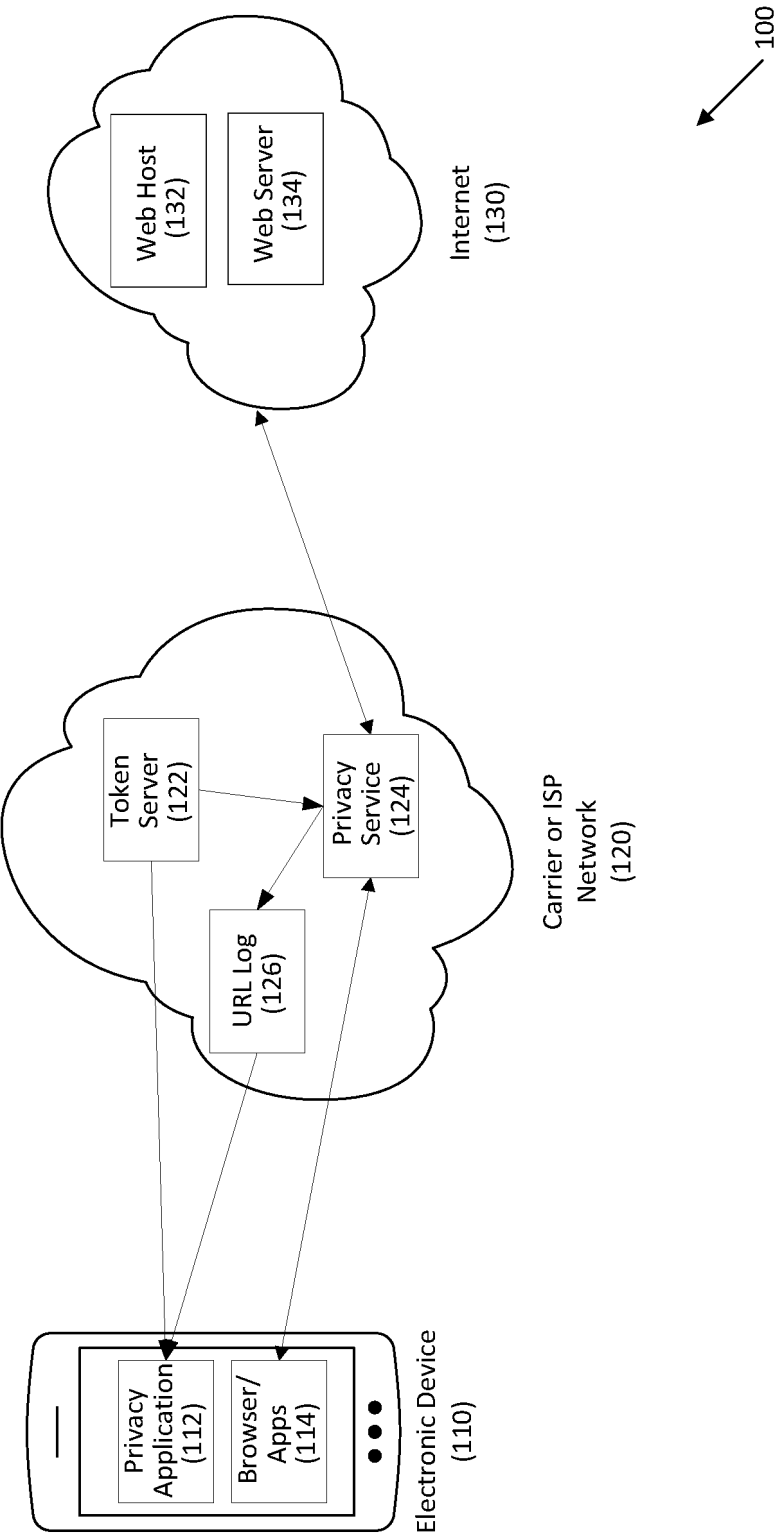 Privacy
Application
(112)
Browser/
Apps
(114)
Electronic Device
(110)
Token
Server
(122)
URL Log
(126)
Privacy
Service
(124)
Carrier or ISP
Network
(120)
Web Host
(132)
Web Server
(134)
Internet
(130)
100